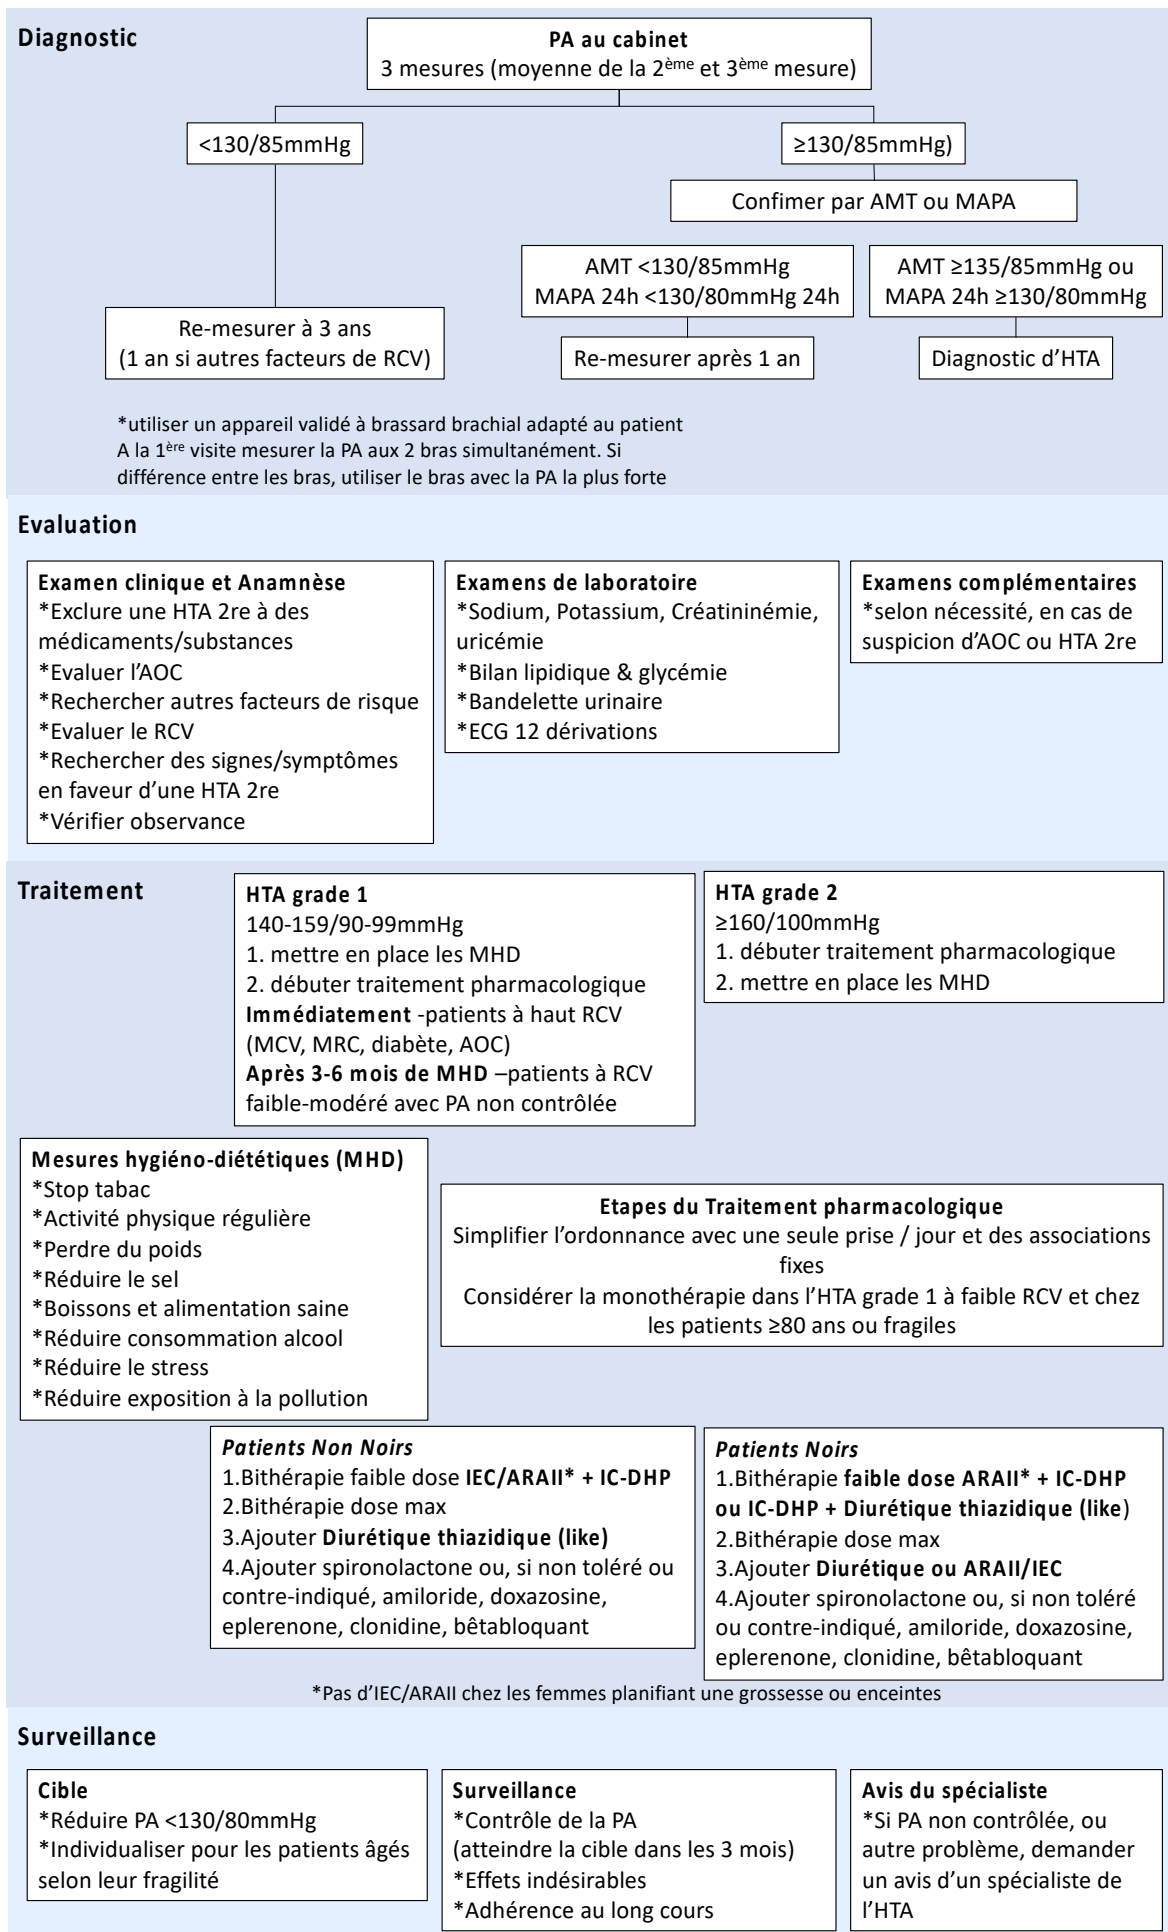 Diagnostic
PA au cabinet
3 mesures (moyenne de la 2ème et 3ème mesure)
<130/85mmHg
≥130/85mmHg)
Confimer par AMT ou MAPA
AMT <130/85mmHg
MAPA 24h <130/80mmHg 24h
AMT ≥135/85mmHg ou
MAPA 24h ≥130/80mmHg
Re-mesurer à 3 ans
(1 an si autres facteurs de RCV)
Re-mesurer après 1 an
Diagnostic d’HTA
*utiliser un appareil validé à brassard brachial adapté au patient
A la 1ère visite mesurer la PA aux 2 bras simultanément. Si
différence entre les bras, utiliser le bras avec la PA la plus forte
Evaluation
Examen clinique et Anamnèse
*Exclure une HTA 2re à des
médicaments/substances
*Evaluer l’AOC
*Rechercher autres facteurs de risque
*Evaluer le RCV
*Rechercher des signes/symptômes
en faveur d’une HTA 2re
*Vérifier observance
Examens de laboratoire
*Sodium, Potassium, Créatininémie,
uricémie
*Bilan lipidique & glycémie
*Bandelette urinaire
*ECG 12 dérivations
Examens complémentaires
*selon nécessité, en cas de
suspicion d’AOC ou HTA 2re
Traitement
HTA grade 1
140-159/90-99mmHg
1. mettre en place les MHD
2. débuter traitement pharmacologique
Immédiatement -patients à haut RCV
(MCV, MRC, diabète, AOC)
Après 3-6 mois de MHD –patients à RCV
faible-modéré avec PA non contrôlée
HTA grade 2
≥160/100mmHg
1. débuter traitement pharmacologique
2. mettre en place les MHD
Mesures hygiéno-diététiques (MHD)
*Stop tabac
*Activité physique régulière
*Perdre du poids
*Réduire le sel
*Boissons et alimentation saine
*Réduire consommation alcool
*Réduire le stress
*Réduire exposition à la pollution
Etapes du Traitement pharmacologique
Simplifier l’ordonnance avec une seule prise / jour et des associations
fixes
Considérer la monothérapie dans l’HTA grade 1 à faible RCV et chez
les patients ≥80 ans ou fragiles
Patients Non Noirs
1.Bithérapie faible dose IEC/ARAII* + IC-DHP
2.Bithérapie dose max
3.Ajouter Diurétique thiazidique (like)
4.Ajouter spironolactone ou, si non toléré ou
contre-indiqué, amiloride, doxazosine,
eplerenone, clonidine, bêtabloquant
Patients Noirs
1.Bithérapie faible dose ARAII* + IC-DHP
ou IC-DHP + Diurétique thiazidique (like)
2.Bithérapie dose max
3.Ajouter Diurétique ou ARAII/IEC
4.Ajouter spironolactone ou, si non toléré
ou contre-indiqué, amiloride, doxazosine,
eplerenone, clonidine, bêtabloquant
*Pas d’IEC/ARAII chez les femmes planifiant une grossesse ou enceintes
Surveillance
Cible
*Réduire PA <130/80mmHg
*Individualiser pour les patients âgés
selon leur fragilité
Surveillance
*Contrôle de la PA
(atteindre la cible dans les 3 mois)
*Effets indésirables
*Adhérence au long cours
Avis du spécialiste
*Si PA non contrôlée, ou
autre problème, demander
un avis d’un spécialiste de
l’HTA